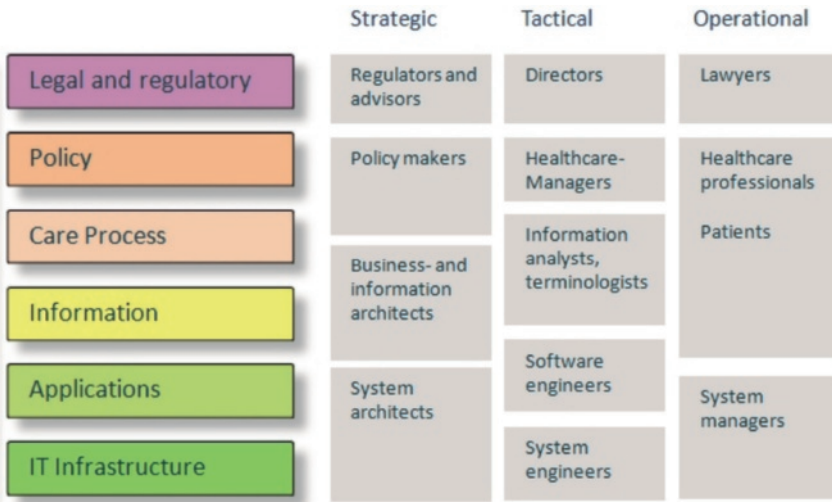 Strategic
Tactical
Operational
Legal and regulatory
Regulators and
advisors
Directors
Lawyers
Policy
Policy makers
Healthcare-
Managers
Healthcare
professionals
Patients
Care Process
Business- and
information
architects
Information
analysts,
terminologists
Information
Applications
System
architects
Software
engineers
System
managers
IT Infrastructure
System
engineers